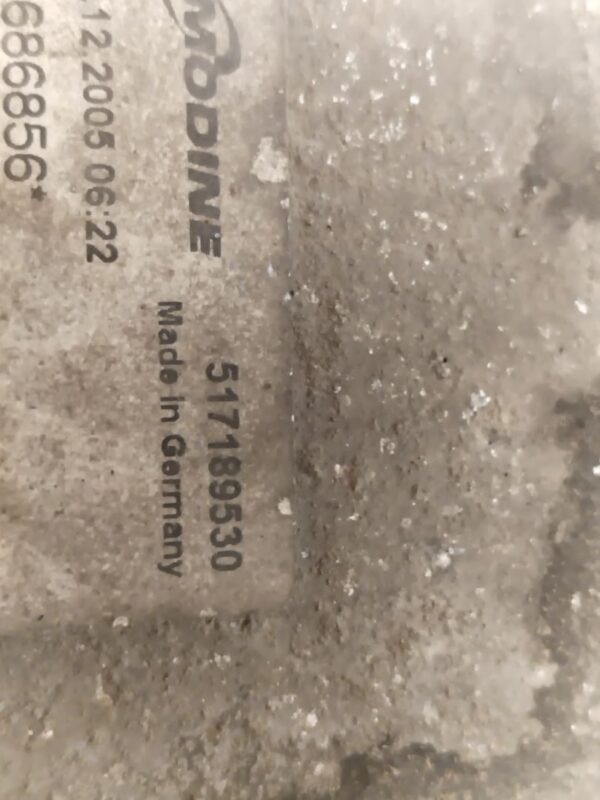 MODINE
517189530
Made in Germany
.12.2005 06:22
686856*